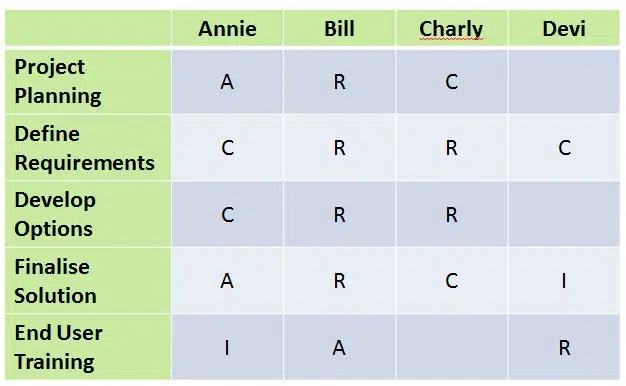 Annie Bill Charly Devi
Project
Planning
A R C
Define
Requirements
C R R C
Develop
Options
C R R
Finalise
Solution
A R C I
End User
Training
I A R